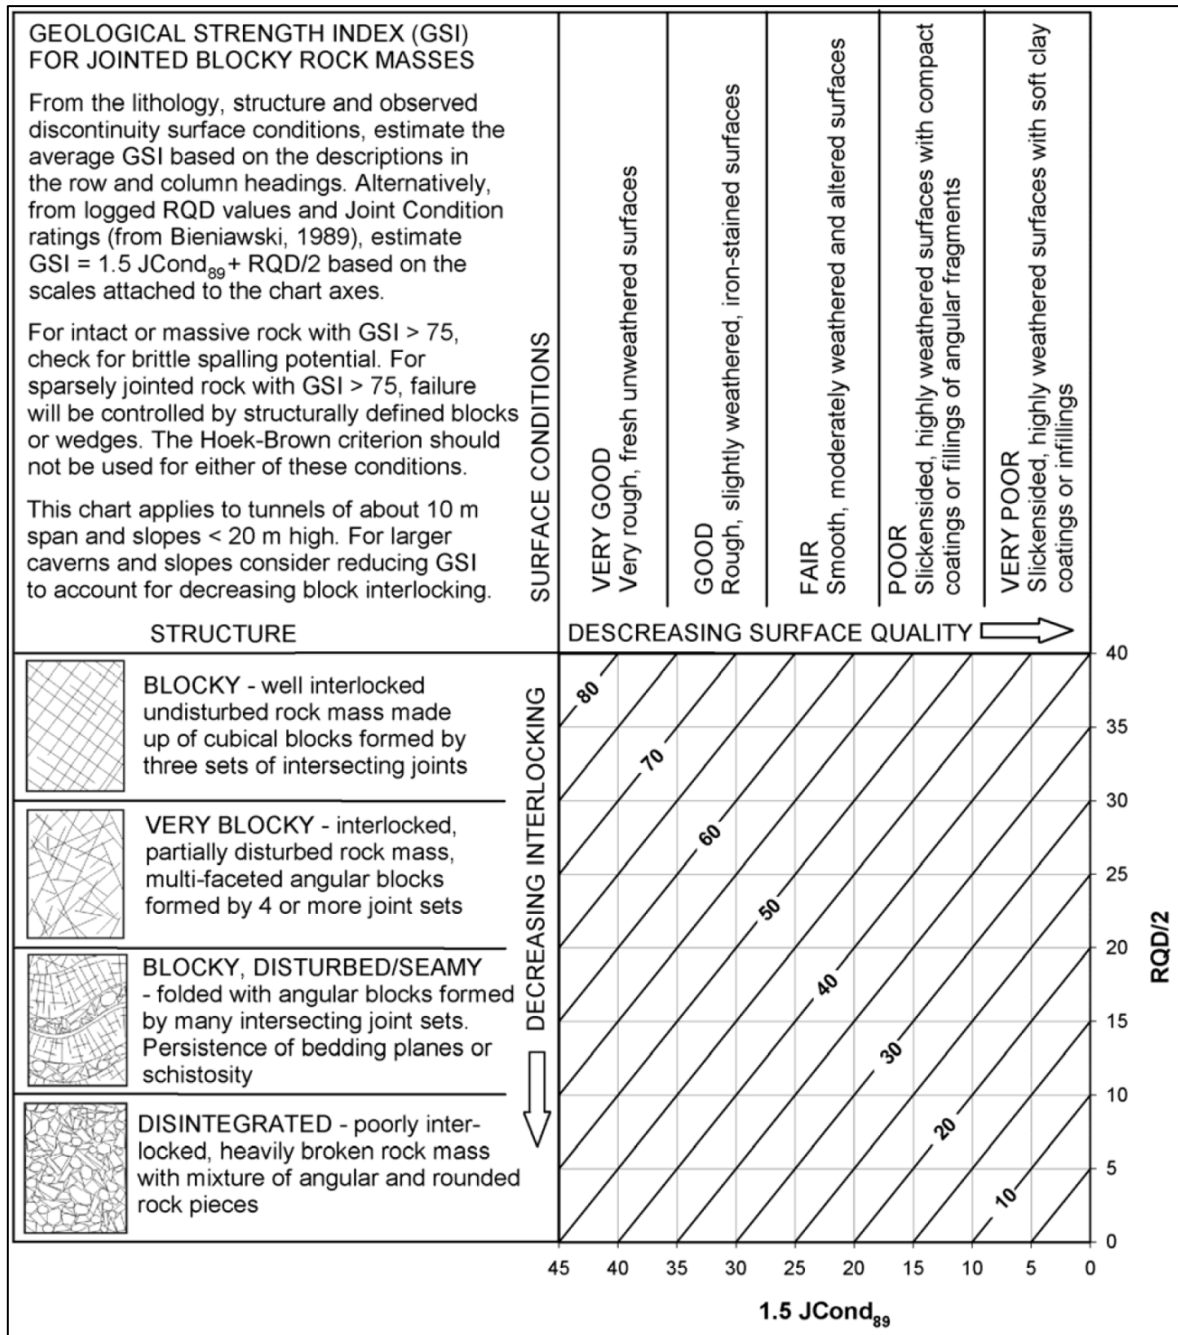 GEOLOGICAL STRENGTH INDEX (GSI)
FOR JOINTED BLOCKY ROCK MASSES
From the lithology, structure and observed
discontinuity surface conditions, estimate the
average GSI based on the descriptions in
the row and column headings. Alternatively,
from logged RQD values and Joint Condition
ratings (from Bieniawski, 1989), estimate
GSI = 1.5 JCond89 + RQD/2 based on the
scales attached to the chart axes.
For intact or massive rock with GSI > 75,
check for brittle spalling potential. For
sparsely jointed rock with GSI > 75, failure
will be controlled by structurally defined blocks
or wedges. The Hoek-Brown criterion should
not be used for either of these conditions.
This chart applies to tunnels of about 10 m
span and slopes < 20 m high. For larger
caverns and slopes consider reducing GSI
to account for decreasing block interlocking.
SURFACE CONDITIONS
VERY GOOD
Very rough, fresh unweathered surfaces
GOOD
Rough, slightly weathered, iron-stained surfaces
FAIR
Smooth, moderately weathered and altered surfaces
POOR
Slickensided, highly weathered surfaces with compact
coatings or fillings of angular fragments
VERY POOR
Slickensided, highly weathered surfaces with soft clay
coatings or infillings
STRUCTURE
DESCREASING SURFACE QUALITY
BLOCKY - well interlocked
undisturbed rock mass made
up of cubical blocks formed by
three sets of intersecting joints
VERY BLOCKY - interlocked,
partially disturbed rock mass,
multi-faceted angular blocks
formed by 4 or more joint sets
BLOCKY, DISTURBED/SEAMY
- folded with angular blocks formed
by many intersecting joint sets.
Persistence of bedding planes or
schistosity
DISINTEGRATED - poorly inter-
locked, heavily broken rock mass
with mixture of angular and rounded
rock pieces
DECREASING INTERLOCKING
80
70
60
50
40
30
20
10
40
35
30
25
20
15
10
5
0
RQD/2
45 40 35 30 25 20 15 10 5 0
1.5 JCond89